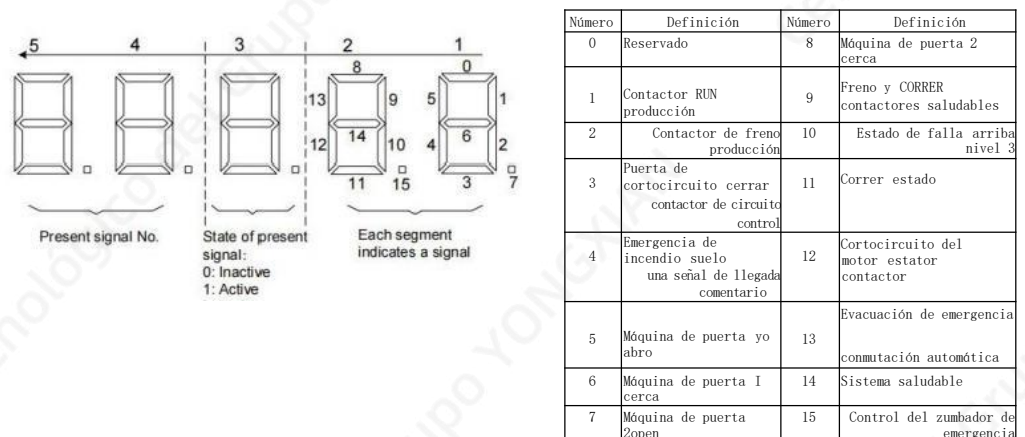 5 4 3 2 1
8 0
13 9 5 1
14 6
12 10 4 2
11 15 3 7
Present signal No.
State of present
signal:
0: Inactive
1: Active
Each segment
indicates a signal
Número Definición Número Definición
0 Reservado 8 Máquina de puerta 2
cerca
1 Contactor RUN
producción
9 Freno y CORRER
contactores saludables
2 Contactor de freno
producción
10 Estado de falla arriba
nivel 3
3 Puerta de
cortocircuito cerrar
contactor de circuito
control
11 Correr estado
4 Emergencia de
incendio suelo
una señal de llegada
comentario
12 Cortocircuito del
motor estator
contactor
5 Máquina de puerta yo
abro
13 Evacuación de emergencia
conmutación automática
6 Máquina de puerta I
cerca
14 Sistema saludable
7 Máquina de puerta
2open
15 Control del zumbador de
emergencia